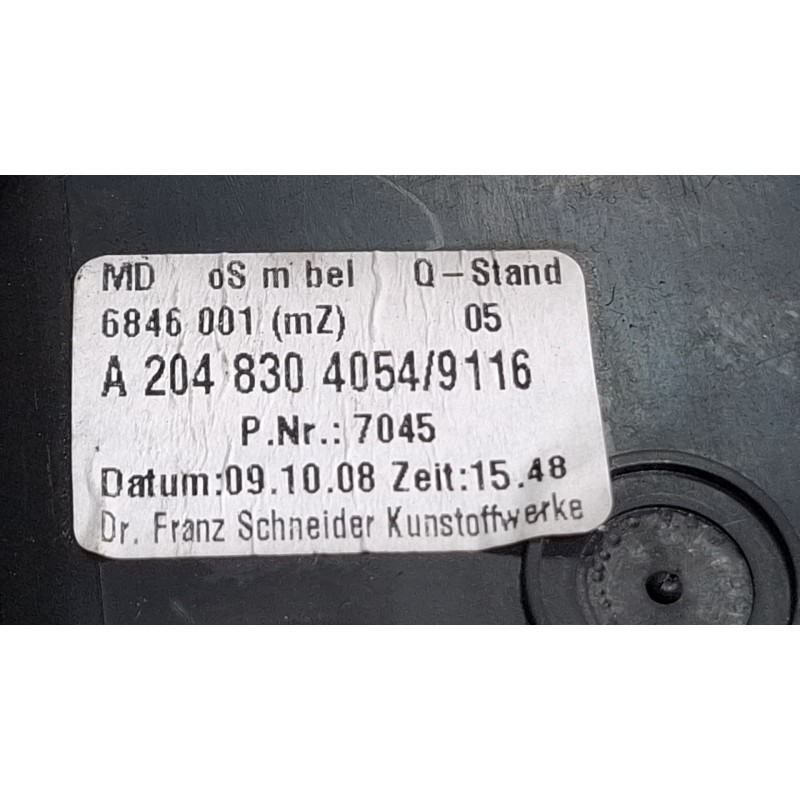 MD oS m bel Q-Stand
6846 001 (mZ) 05
A 204 830 4054/9116
P.Nr.: 7045
Datum:09.10.08 Zeit:15.48
Dr. Franz Schneider Kunstoffwerke